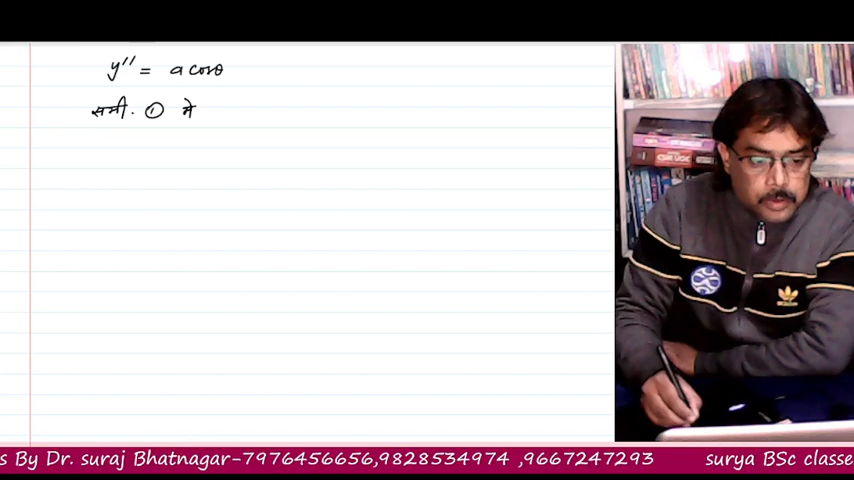 y'' = a cosθ
समी. ① में
s By Dr. suraj Bhatnagar-7976456656,9828534974 ,9667247293 surya BSc classe